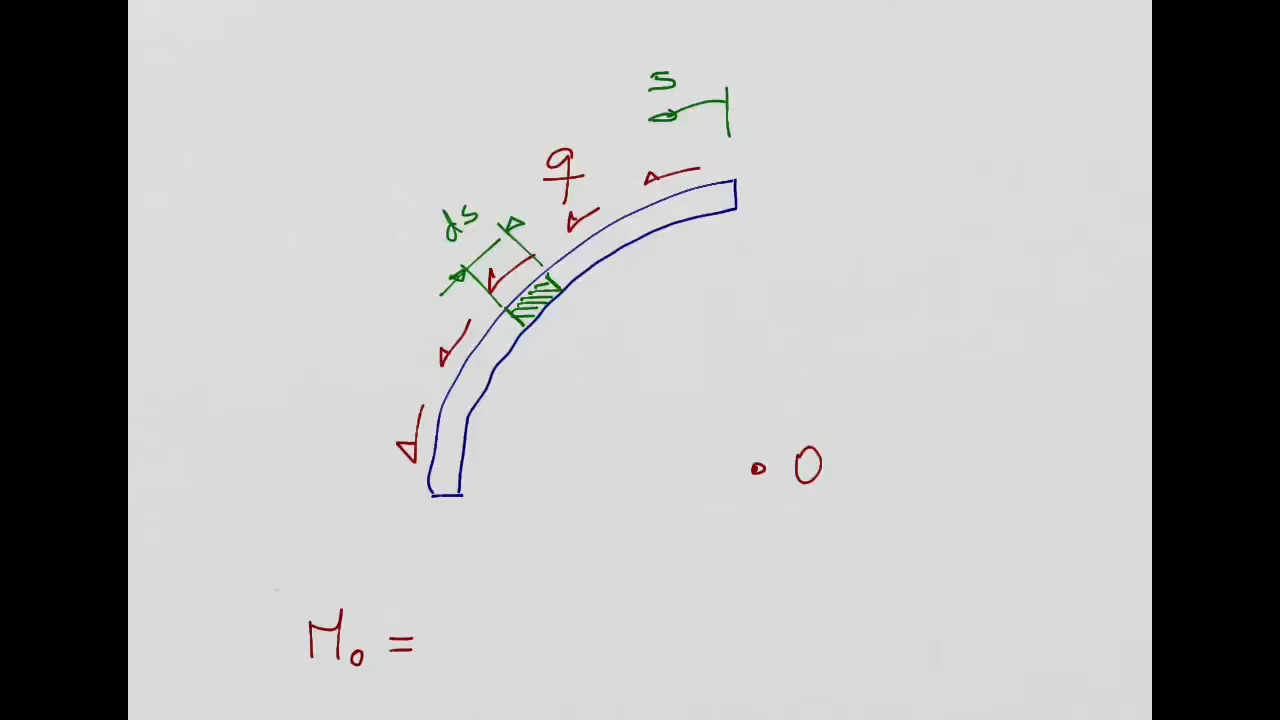 s
q
ds
O
M₀ =